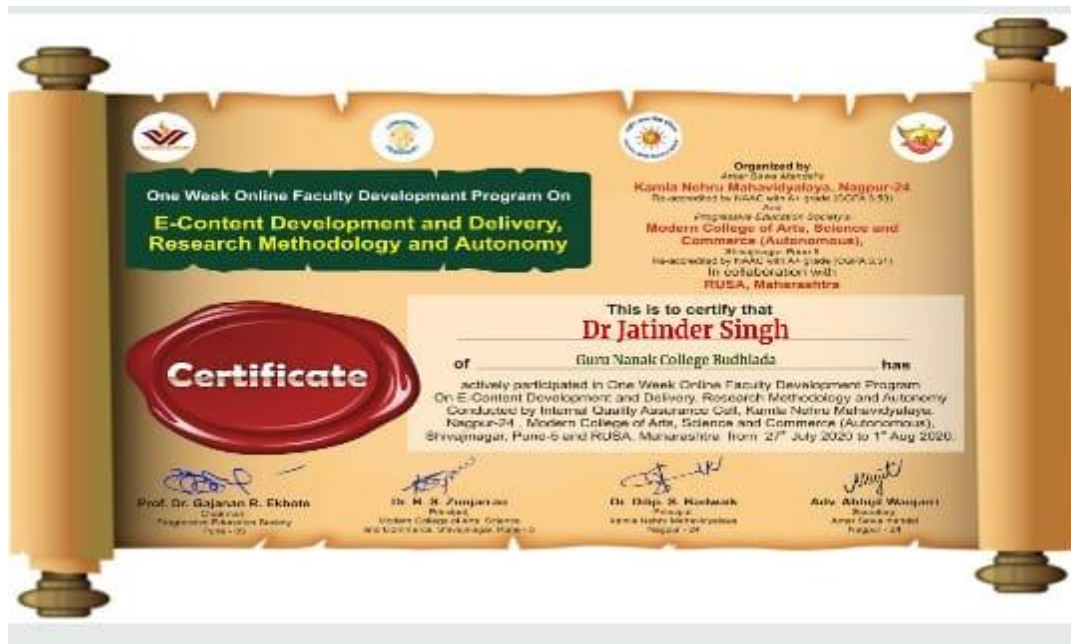 One Week Online Faculty Development Program On
E-Content Development and Delivery,
Research Methodology and Autonomy
Organized by
Amar Sewa Mandal's
Kamla Nehru Mahavidyalaya, Nagpur-24
Re-accredited by NAAC with A+ grade (CGPA 3.53)
And
Progressive Education Society's
Modern College of Arts, Science and
Commerce (Autonomous),
Shivajinagar Pune 5
Re-accredited by NAAC with A+ grade (CGPA 3.51)
In collaboration with
RUSA, Maharashtra
Certificate
This is to certify that
Dr Jatinder Singh
of Guru Nanak College Budhlada has
actively participated in One Week Online Faculty Development Program
On E-Content Development and Delivery, Research Methodology and Autonomy
Conducted by Internal Quality Assurance Cell, Kamla Nehru Mahavidyalaya,
Nagpur-24 , Modern College of Arts, Science and Commerce (Autonomous),
Shivajinagar, Pune-5 and RUSA, Maharashtra from 27th July 2020 to 1st Aug 2020.
Prof. Dr. Gajanan R. Ekbote
Chairman
Progressive Education Society
Pune - 05
Dr. R. S. Zunjarrao
Principal,
Modern College of Arts, Science
and Commerce, Shivajinagar, Pune - 5
Dr. Dilip. S. Badwaik
Principal
Kamla Nehru Mahavidyalaya
Nagpur - 24
Adv. Abhijit Wanjarri
Secretary
Amar Sewa Mandal
Nagpur - 24